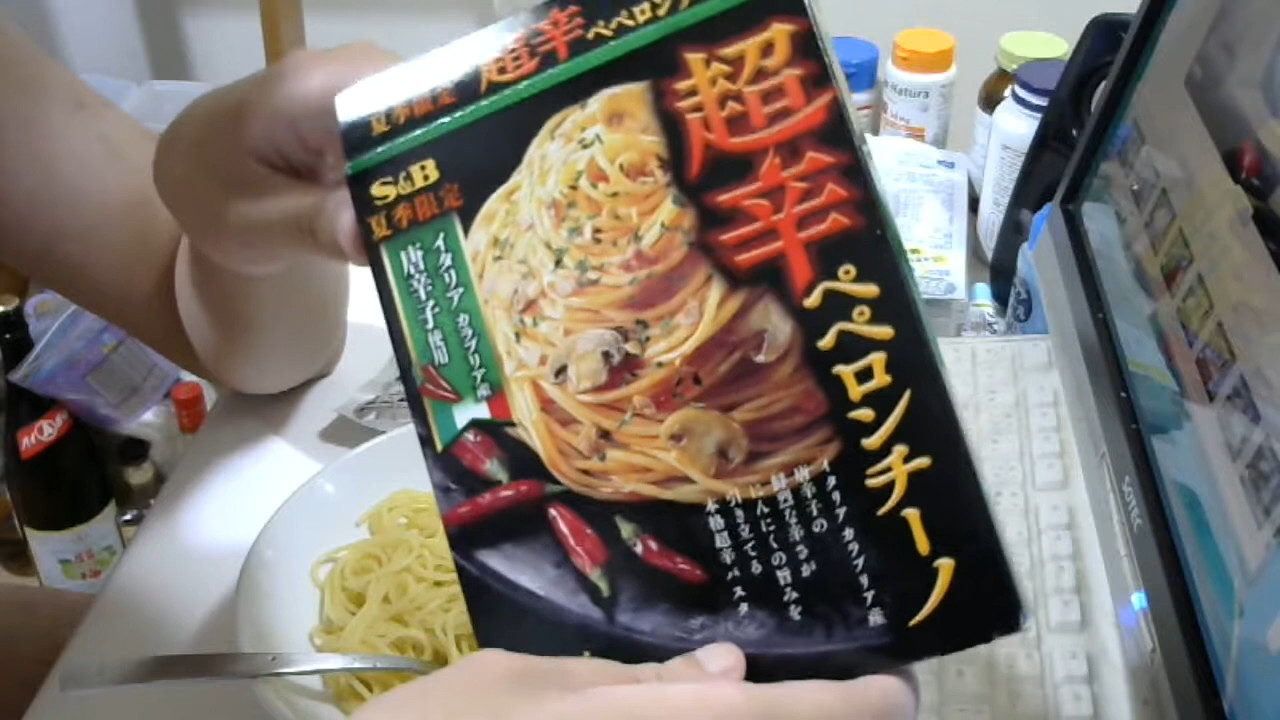 夏季限定 超辛 ペペロン
S&B
夏季限定
イタリア カラブリア産
唐辛子使用
超辛
ペペロンチーノ
イタリア カラブリア産
唐辛子の
鮮烈な辛さが
にんにくの旨みを
引き立てる
本格超辛パスタ
Natura
SOTEC